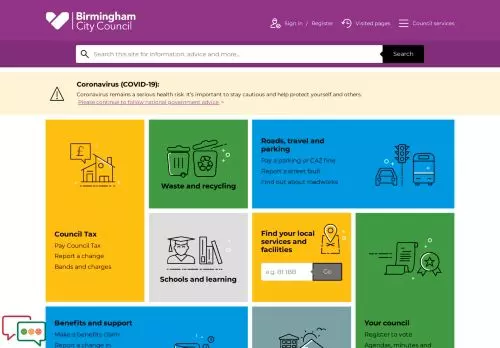 Birmingham
City Council
Sign in / Register
Visited pages
Council services
Search this site for information, advice and more...
Search
Coronavirus (COVID-19):
Coronavirus remains a serious health risk. It's important to stay cautious and help protect yourself and others.
Please continue to follow national government advice. >
Council Tax
Pay Council Tax
Report a change
Bands and charges
Waste and recycling
Roads, travel and
parking
Pay a parking or CAZ fine
Report a street fault
Find out about roadworks
Schools and learning
Find your local
services and
facilities
e.g. B1 1BB
Go
Your council
Register to vote
Agendas, minutes and
Benefits and support
Make a benefits claim
Report a change in